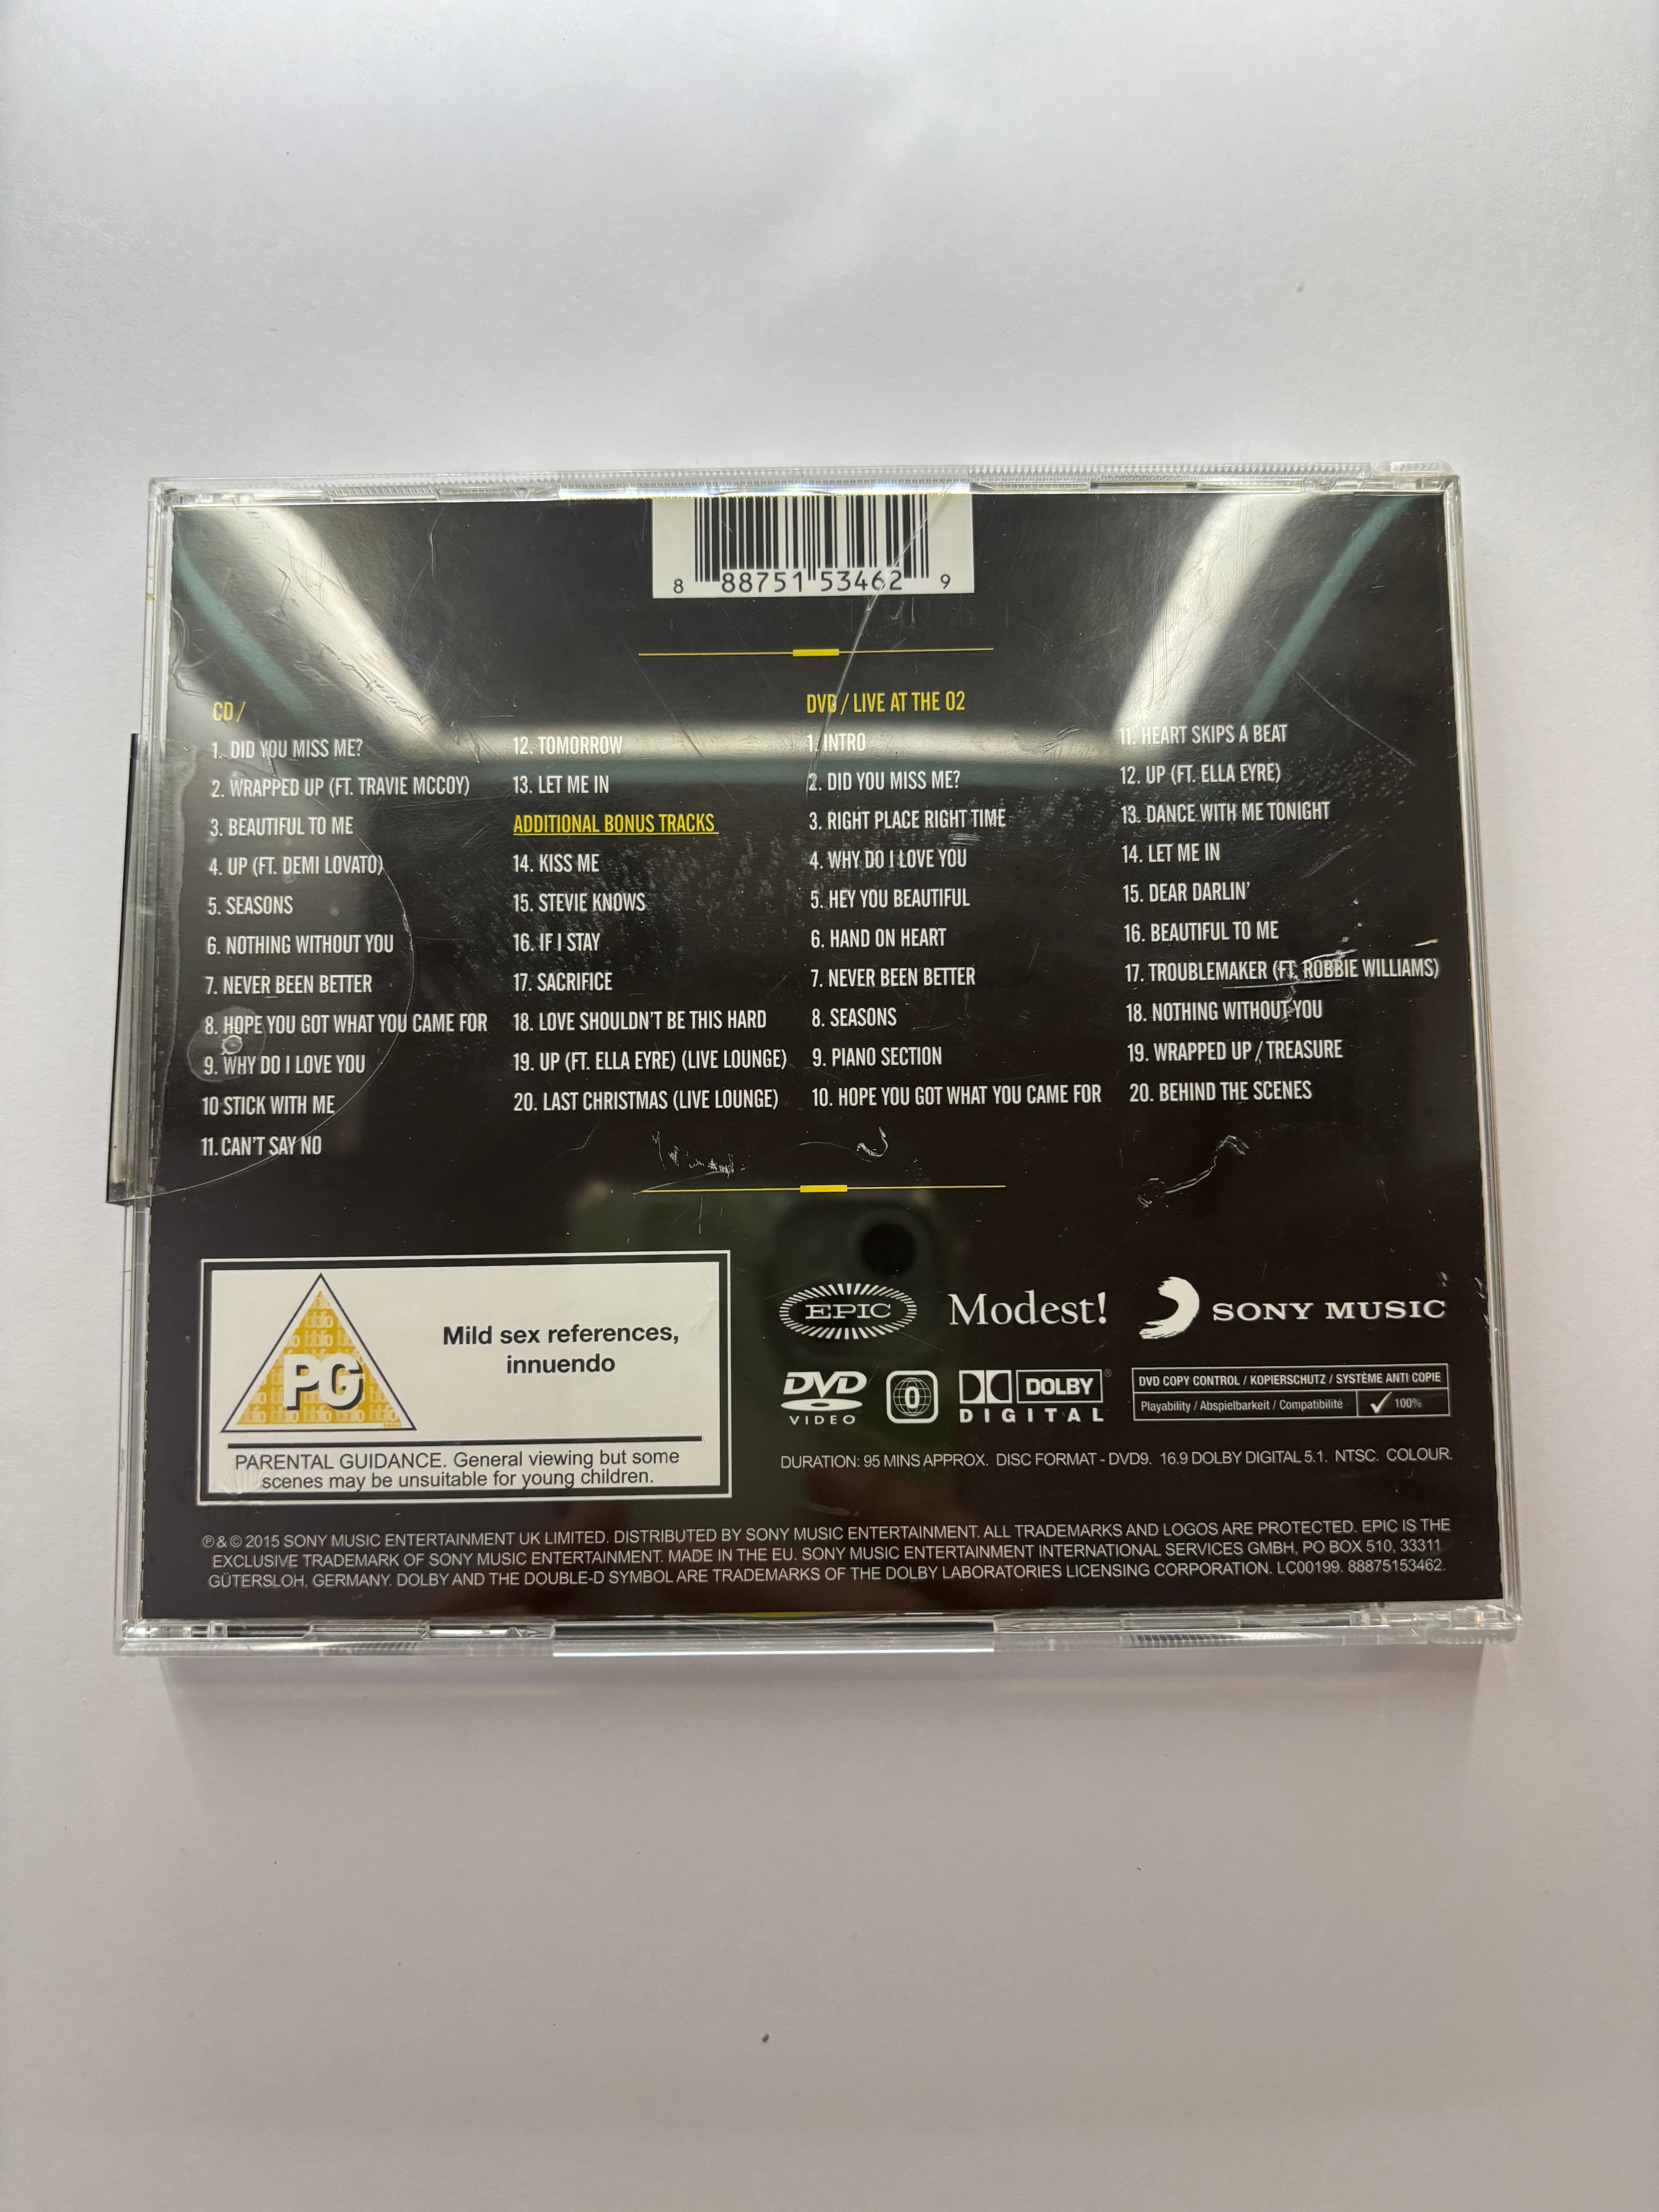 8 88751 53462 9
CD /
1. DID YOU MISS ME?
2. WRAPPED UP (FT. TRAVIE MCCOY)
3. BEAUTIFUL TO ME
4. UP (FT. DEMI LOVATO)
5. SEASONS
6. NOTHING WITHOUT YOU
7. NEVER BEEN BETTER
8. HOPE YOU GOT WHAT YOU CAME FOR
9. WHY DO I LOVE YOU
10 STICK WITH ME
11. CAN'T SAY NO
12. TOMORROW
13. LET ME IN
ADDITIONAL BONUS TRACKS
14. KISS ME
15. STEVIE KNOWS
16. IF I STAY
17. SACRIFICE
18. LOVE SHOULDN'T BE THIS HARD
19. UP (FT. ELLA EYRE) (LIVE LOUNGE)
20. LAST CHRISTMAS (LIVE LOUNGE)
DVD / LIVE AT THE O2
1. INTRO
2. DID YOU MISS ME?
3. RIGHT PLACE RIGHT TIME
4. WHY DO I LOVE YOU
5. HEY YOU BEAUTIFUL
6. HAND ON HEART
7. NEVER BEEN BETTER
8. SEASONS
9. PIANO SECTION
10. HOPE YOU GOT WHAT YOU CAME FOR
11. HEART SKIPS A BEAT
12. UP (FT. ELLA EYRE)
13. DANCE WITH ME TONIGHT
14. LET ME IN
15. DEAR DARLIN'
16. BEAUTIFUL TO ME
17. TROUBLEMAKER (FT. ROBBIE WILLIAMS)
18. NOTHING WITHOUT YOU
19. WRAPPED UP / TREASURE
20. BEHIND THE SCENES
PG
Mild sex references,
innuendo
PARENTAL GUIDANCE. General viewing but some
scenes may be unsuitable for young children.
EPIC
Modest!
SONY MUSIC
DVD
VIDEO
0
DOLBY
DIGITAL
DVD COPY CONTROL / KOPIERSCHUTZ / SYSTÈME ANTI COPIE
Playability / Abspielbarkeit / Compatibilité 100%
DURATION: 95 MINS APPROX. DISC FORMAT - DVD9. 16.9 DOLBY DIGITAL 5.1. NTSC. COLOUR.
℗ & © 2015 SONY MUSIC ENTERTAINMENT UK LIMITED. DISTRIBUTED BY SONY MUSIC ENTERTAINMENT. ALL TRADEMARKS AND LOGOS ARE PROTECTED. EPIC IS THE
EXCLUSIVE TRADEMARK OF SONY MUSIC ENTERTAINMENT. MADE IN THE EU. SONY MUSIC ENTERTAINMENT INTERNATIONAL SERVICES GMBH, PO BOX 510, 33311
GÜTERSLOH, GERMANY. DOLBY AND THE DOUBLE-D SYMBOL ARE TRADEMARKS OF THE DOLBY LABORATORIES LICENSING CORPORATION. LC00199. 88875153462.